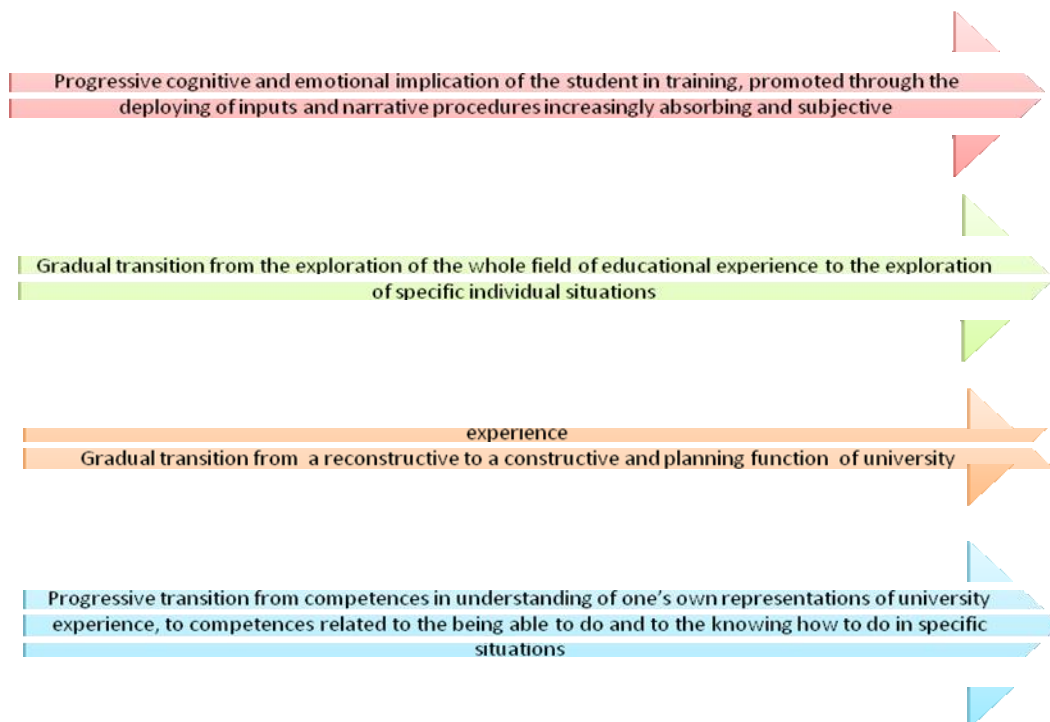 Progressive cognitive and emotional implication of the student in training, promoted through the
deploying of inputs and narrative procedures increasingly absorbing and subjective
Gradual transition from the exploration of the whole field of educational experience to the exploration
of specific individual situations
experience
Gradual transition from a reconstructive to a constructive and planning function of university
Progressive transition from competences in understanding of one's own representations of university
experience, to competences related to the being able to do and to the knowing how to do in specific
situations